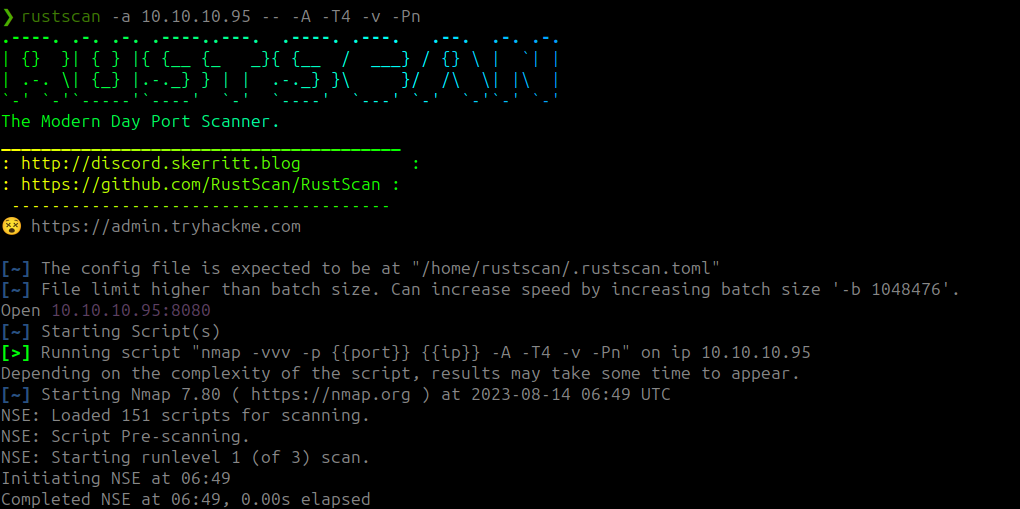 ❯ rustscan -a 10.10.10.95 -- -A -T4 -v -Pn
.----. .-. .-. .----..---.  .----. .---.   .--.  .-. .-.
| {}  }| { } |{ {__ {_   _}{ {__  /  ___} / {} \ |  `| |
| .-. \| {_} |.-._} } | |  .-._} }\     }/  /\  \| |\  |
`-' `-'`-----'`----'  `-'  `----'  `---' `-'  `-'`-' `-'
The Modern Day Port Scanner.
________________________________________
: http://discord.skerritt.blog           :
: https://github.com/RustScan/RustScan :
 --------------------------------------
😵 https://admin.tryhackme.com
[~] The config file is expected to be at "/home/rustscan/.rustscan.toml"
[~] File limit higher than batch size. Can increase speed by increasing batch size '-b 1048476'.
Open 10.10.10.95:8080
[~] Starting Script(s)
[>] Running script "nmap -vvv -p {{port}} {{ip}} -A -T4 -v -Pn" on ip 10.10.10.95
Depending on the complexity of the script, results may take some time to appear.
[~] Starting Nmap 7.80 ( https://nmap.org ) at 2023-08-14 06:49 UTC
NSE: Loaded 151 scripts for scanning.
NSE: Script Pre-scanning.
NSE: Starting runlevel 1 (of 3) scan.
Initiating NSE at 06:49
Completed NSE at 06:49, 0.00s elapsed